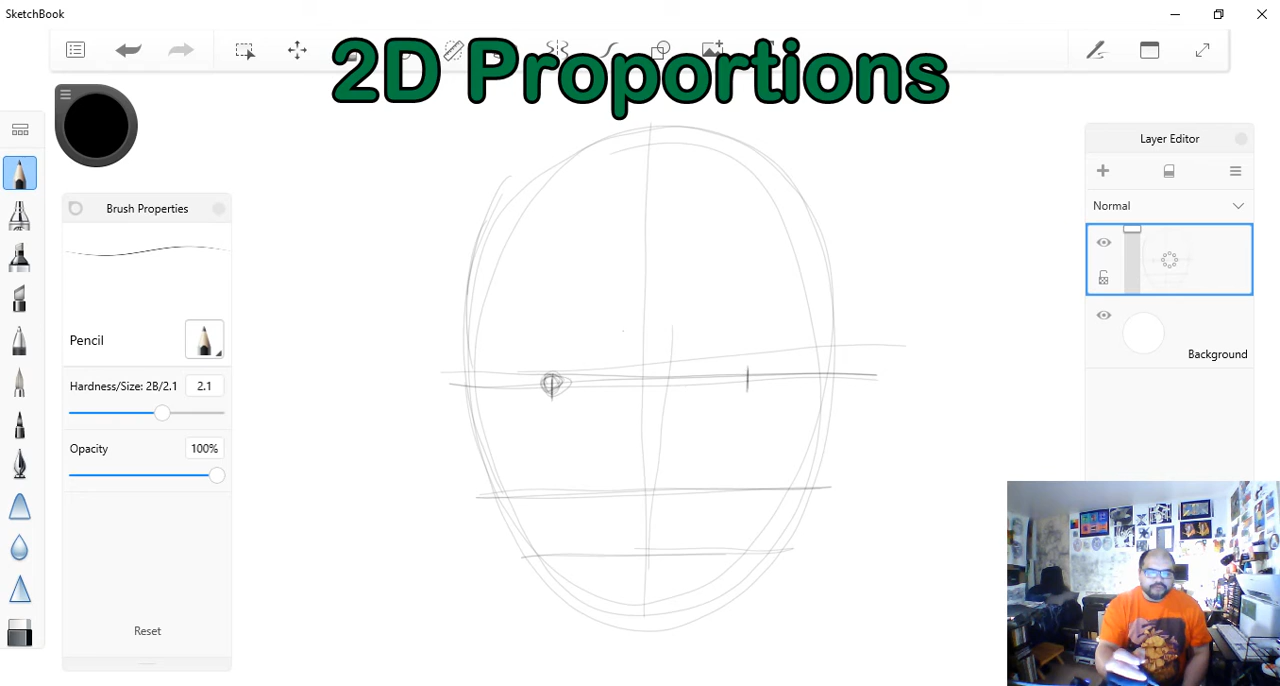 SketchBook
2D Proportions
Layer Editor
Normal
Brush Properties
Pencil
Background
Hardness/Size: 2B/2.1 2.1
Opacity 100%
Reset